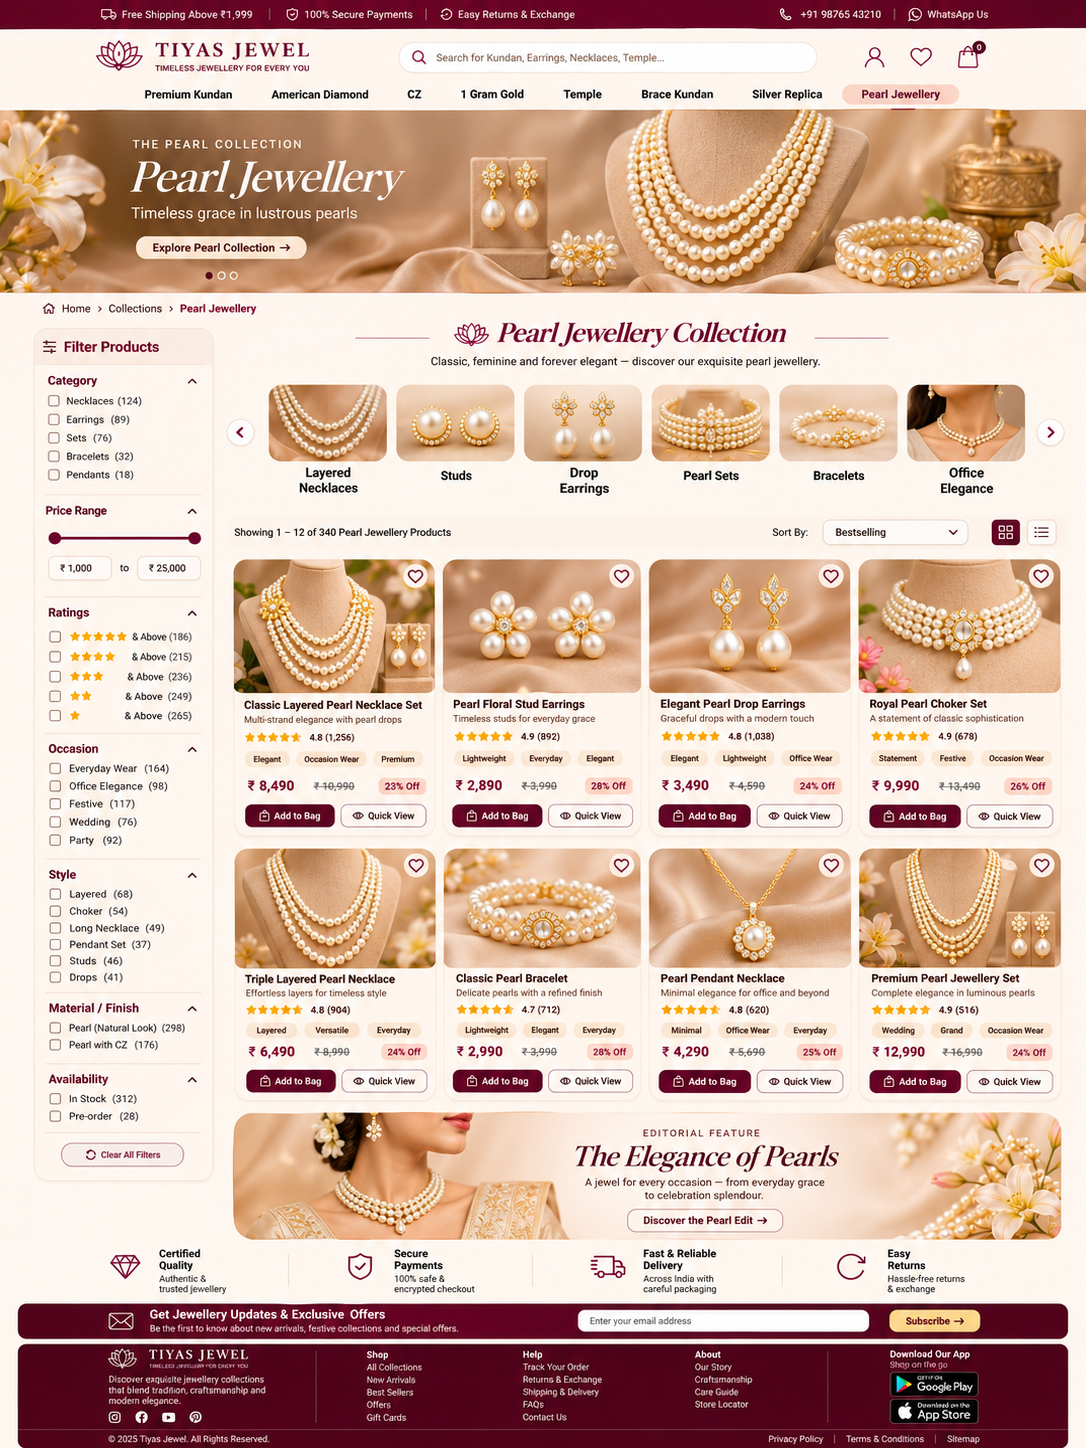 Free Shipping Above ₹1,999
100% Secure Payments
Easy Returns & Exchange
+91 98765 43210
WhatsApp Us
TIYAS JEWEL
TIMELESS JEWELLERY FOR EVERY YOU
Search for Kundan, Earrings, Necklaces, Temple...
0
Premium Kundan
American Diamond
CZ
1 Gram Gold
Temple
Brace Kundan
Silver Replica
Pearl Jewellery
THE PEARL COLLECTION
Pearl Jewellery
Timeless grace in lustrous pearls
Explore Pearl Collection →
Home > Collections > Pearl Jewellery
Filter Products
Category
Necklaces (124)
Earrings (89)
Sets (76)
Bracelets (32)
Pendants (18)
Price Range
₹ 1,000 to ₹ 25,000
Ratings
& Above (186)
& Above (215)
& Above (236)
& Above (249)
& Above (265)
Occasion
Everyday Wear (164)
Office Elegance (98)
Festive (117)
Wedding (76)
Party (92)
Style
Layered (68)
Choker (54)
Long Necklace (49)
Pendant Set (37)
Studs (46)
Drops (41)
Material / Finish
Pearl (Natural Look) (298)
Pearl with CZ (176)
Availability
In Stock (312)
Pre-order (28)
Clear All Filters
Pearl Jewellery Collection
Classic, feminine and forever elegant — discover our exquisite pearl jewellery.
Layered
Necklaces
Studs
Drop
Earrings
Pearl Sets
Bracelets
Office
Elegance
Showing 1 – 12 of 340 Pearl Jewellery Products
Sort By:
Bestselling
Classic Layered Pearl Necklace Set
Multi-strand elegance with pearl drops
4.8 (1,256)
Elegant Occasion Wear Premium
₹ 8,490 ₹ 10,990 23% Off
Add to Bag Quick View
Pearl Floral Stud Earrings
Timeless studs for everyday grace
4.9 (892)
Lightweight Everyday Elegant
₹ 2,890 ₹ 3,990 28% Off
Add to Bag Quick View
Elegant Pearl Drop Earrings
Graceful drops with a modern touch
4.8 (1,038)
Elegant Lightweight Office Wear
₹ 3,490 ₹ 4,590 24% Off
Add to Bag Quick View
Royal Pearl Choker Set
A statement of classic sophistication
4.9 (678)
Statement Festive Occasion Wear
₹ 9,990 ₹ 13,490 26% Off
Add to Bag Quick View
Triple Layered Pearl Necklace
Effortless layers for timeless style
4.8 (904)
Layered Versatile Everyday
₹ 6,490 ₹ 8,990 24% Off
Add to Bag Quick View
Classic Pearl Bracelet
Delicate pearls with a refined finish
4.7 (712)
Lightweight Elegant Everyday
₹ 2,990 ₹ 3,990 28% Off
Add to Bag Quick View
Pearl Pendant Necklace
Minimal elegance for office and beyond
4.8 (620)
Minimal Office Wear Everyday
₹ 4,290 ₹ 5,690 25% Off
Add to Bag Quick View
Premium Pearl Jewellery Set
Complete elegance in luminous pearls
4.9 (516)
Wedding Grand Occasion Wear
₹ 12,990 ₹ 16,990 24% Off
Add to Bag Quick View
EDITORIAL FEATURE
The Elegance of Pearls
A jewel for every occasion — from everyday grace
to celebration splendour.
Discover the Pearl Edit →
Certified
Quality
Authentic &
trusted jewellery
Secure
Payments
100% safe &
encrypted checkout
Fast & Reliable
Delivery
Across India with
careful packaging
Easy
Returns
Hassle-free returns
& exchange
Get Jewellery Updates & Exclusive Offers
Be the first to know about new arrivals, festive collections and special offers.
Enter your email address
Subscribe →
TIYAS JEWEL
TIMELESS JEWELLERY FOR EVERY YOU
Discover exquisite jewellery collections
that blend tradition, craftsmanship and
modern elegance.
Shop
All Collections
New Arrivals
Best Sellers
Offers
Gift Cards
Help
Track Your Order
Returns & Exchange
Shipping & Delivery
FAQs
Contact Us
About
Our Story
Craftsmanship
Care Guide
Store Locator
Download Our App
Shop on the go
GET IT ON
Google Play
Download on the
App Store
© 2025 Tiyas Jewel. All Rights Reserved.
Privacy Policy | Terms & Conditions | Sitemap